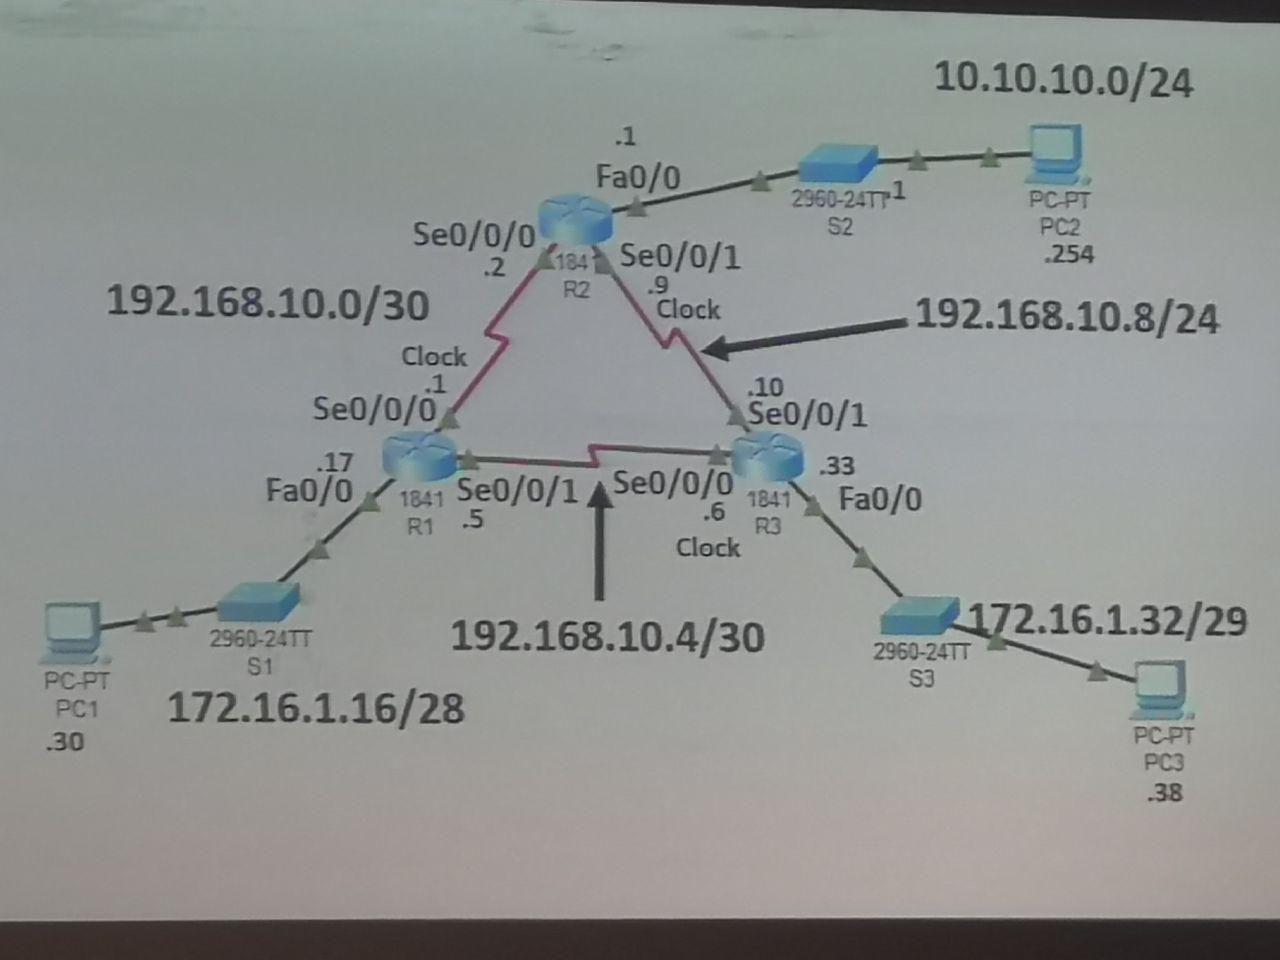 10.10.10.0/24
.1
Fa0/0
2960-24TT
.1
S2
PC-PT
PC2
.254
Se0/0/0
.2
184
R2
Se0/0/1
.9
Clock
192.168.10.0/30
192.168.10.8/24
Clock
.1
Se0/0/0
.10
Se0/0/1
.17
Fa0/0
1841
R1
Se0/0/1
.5
Se0/0/0
.6
Clock
1841
R3
.33
Fa0/0
192.168.10.4/30
2960-24TT
S1
PC-PT
PC1
.30
172.16.1.16/28
172.16.1.32/29
2960-24TT
S3
PC-PT
PC3
.38